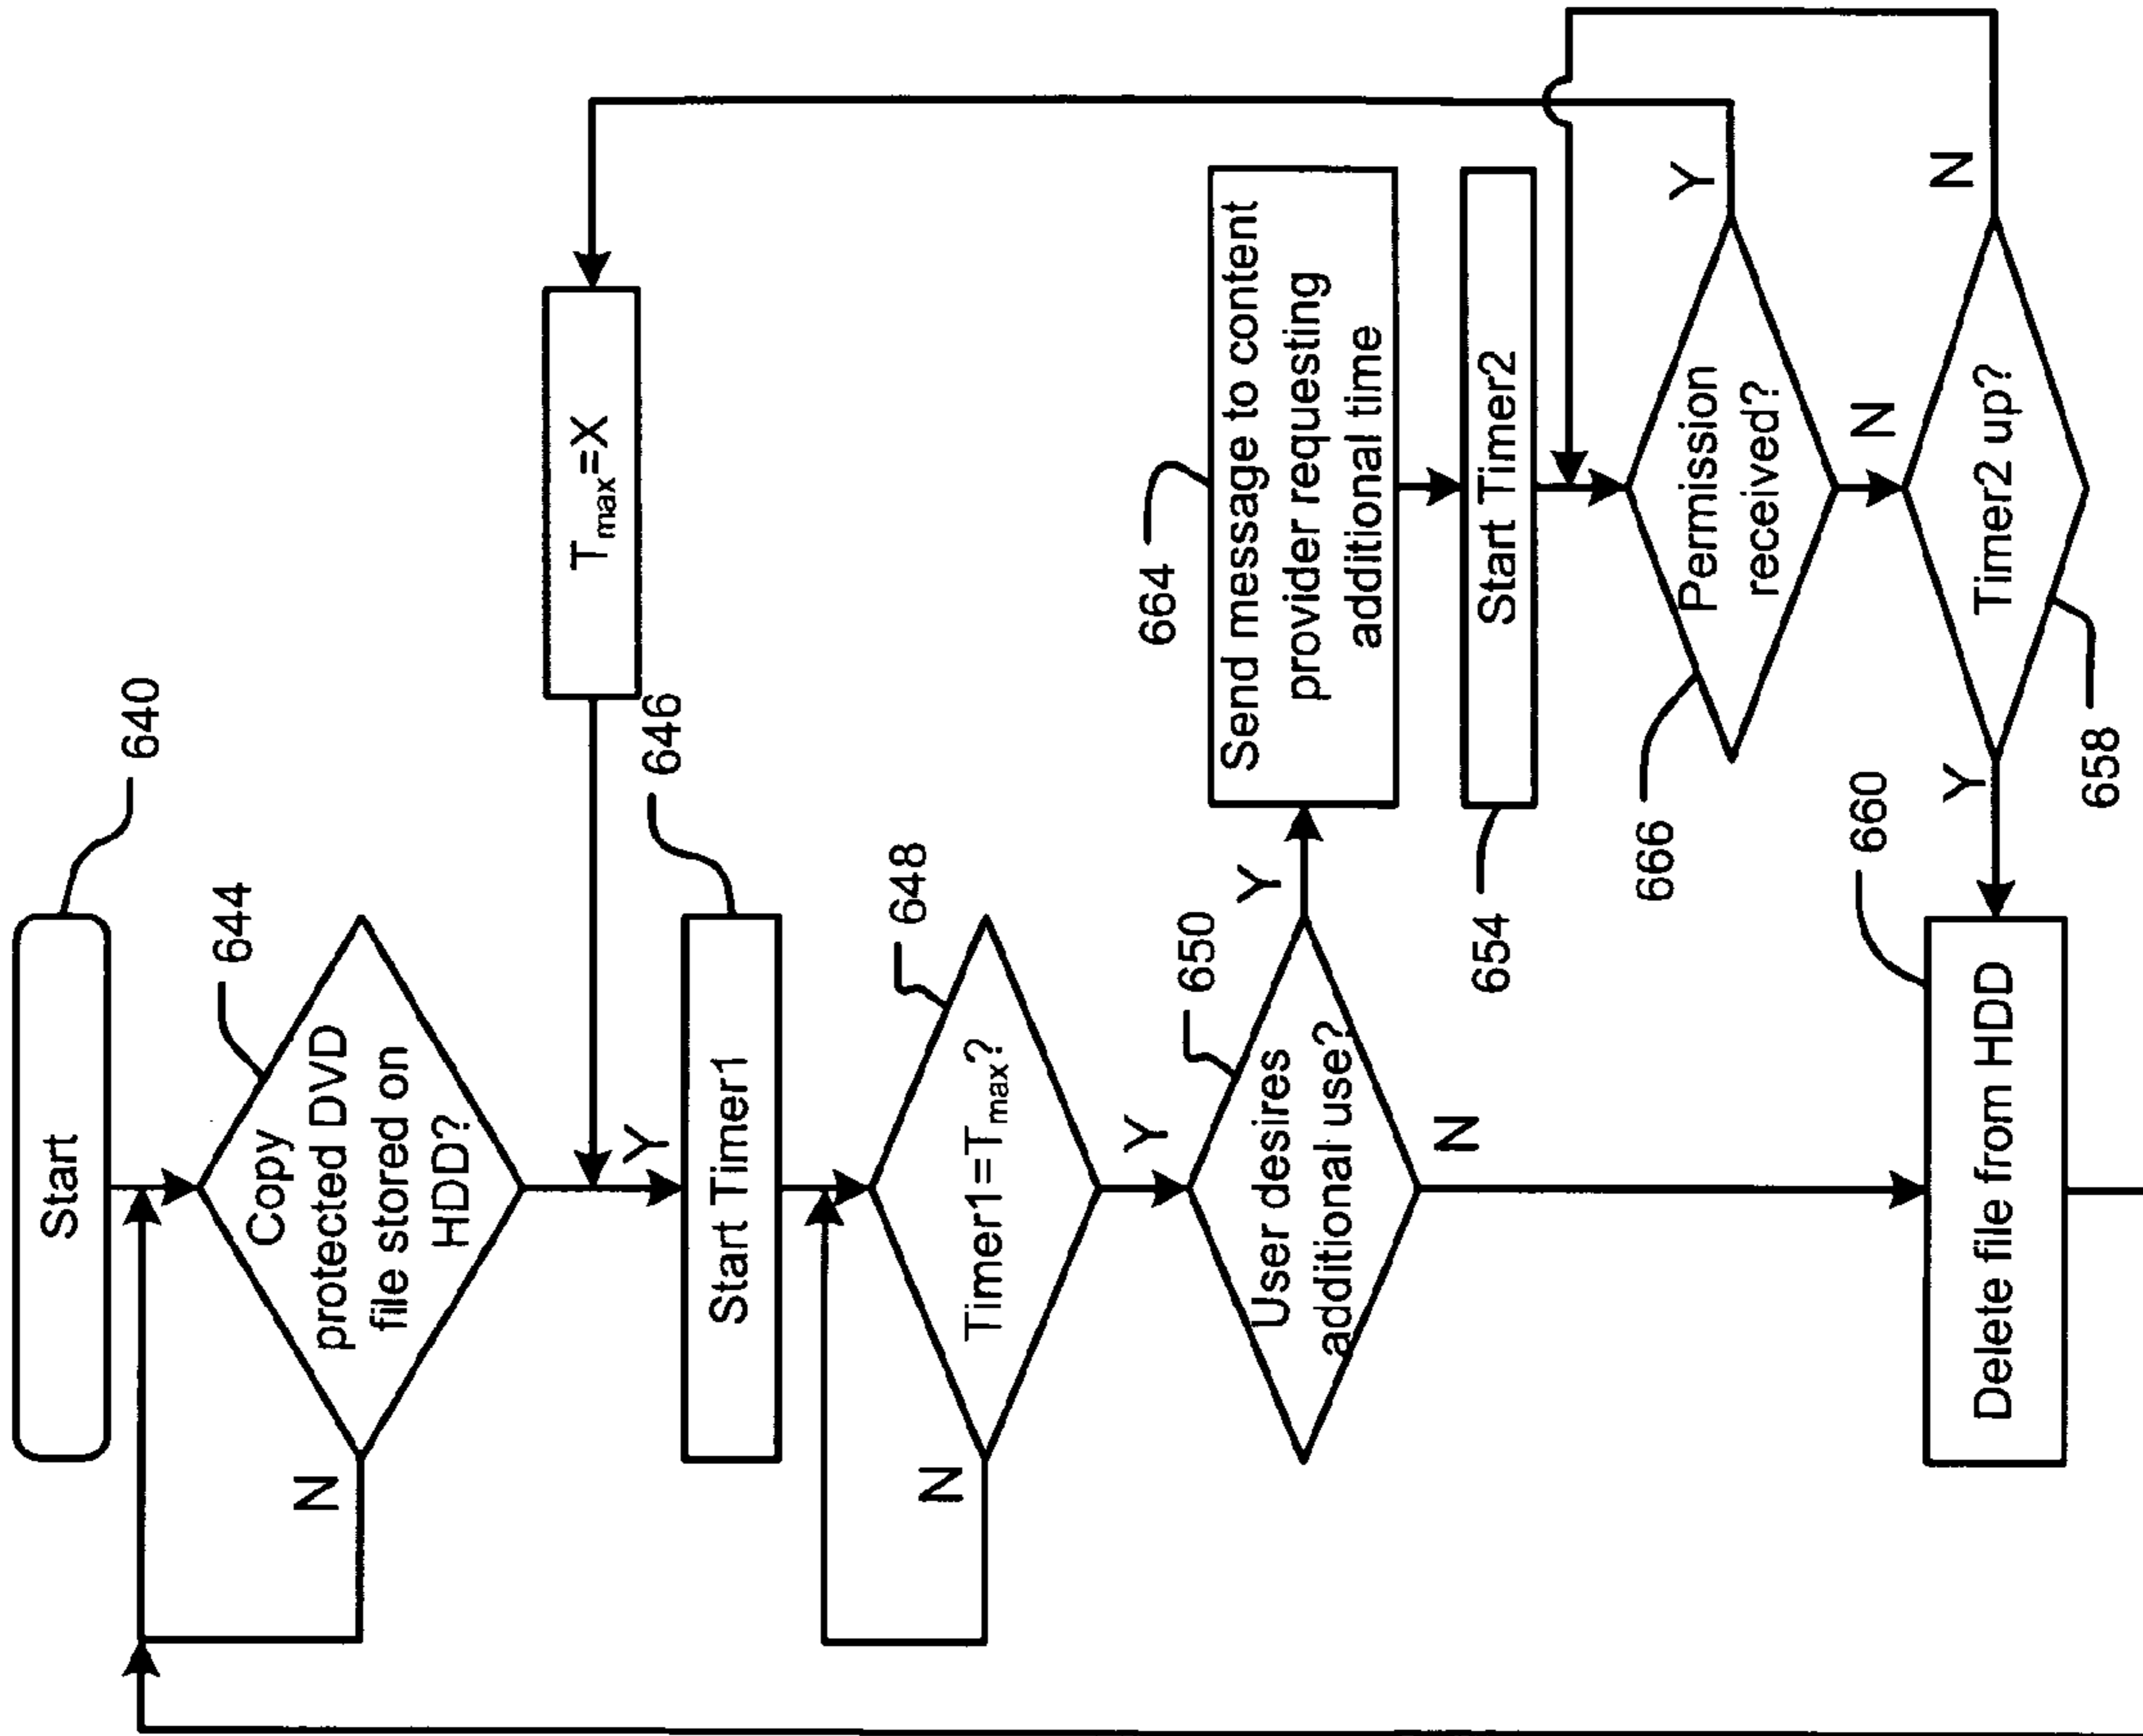 Start
640
644
Copy
protected DVD
file stored on
HDD?
N
Y
T_max=X
646
Start Timer1
648
Timer1=T_max?
N
Y
650
User desires
additional use?
Y
N
664
Send message to content
provider requesting
additional time
654
Start Timer2
666
Permission
received?
Y
N
658
Timer2 up?
N
Y
660
Delete file from HDD